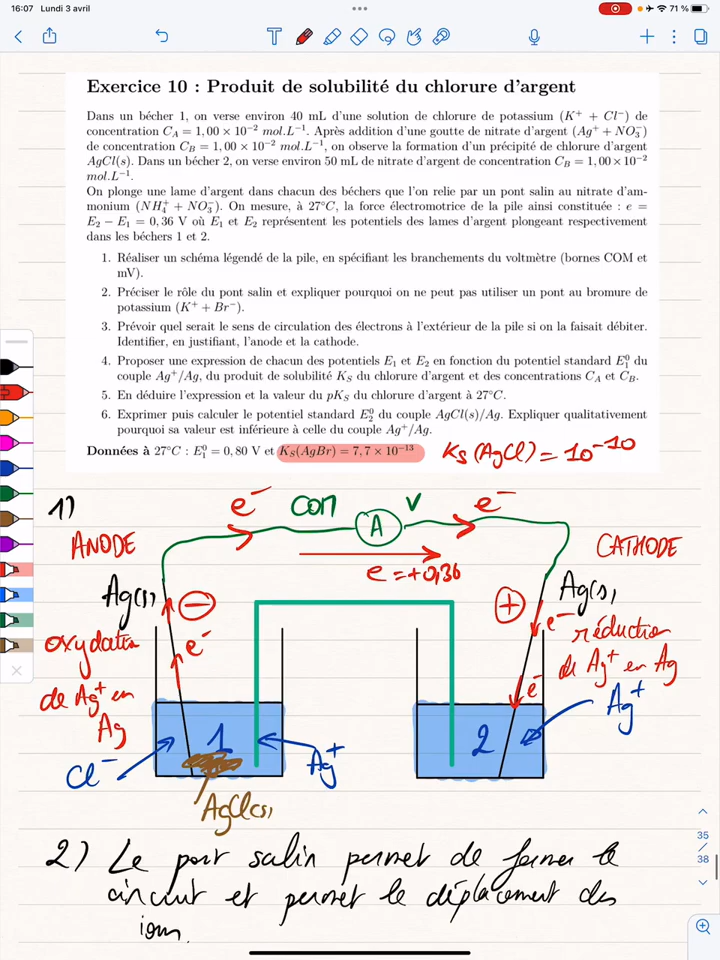 16:07 Lundi 3 avril
71 %
Exercice 10 : Produit de solubilité du chlorure d'argent
Dans un bécher 1, on verse environ 40 mL d'une solution de chlorure de potassium (K⁺ + Cl⁻) de
concentration C_A = 1,00 × 10⁻² mol.L⁻¹. Après addition d'une goutte de nitrate d'argent (Ag⁺ + NO₃⁻)
de concentration C_B = 1,00 × 10⁻² mol.L⁻¹, on observe la formation d'un précipité de chlorure d'argent
AgCl(s). Dans un bécher 2, on verse environ 50 mL de nitrate d'argent de concentration C_B = 1,00 × 10⁻²
mol.L⁻¹.
On plonge une lame d'argent dans chacun des béchers que l'on relie par un pont salin au nitrate d'am-
monium (NH₄⁺ + NO₃⁻). On mesure, à 27°C, la force électromotrice de la pile ainsi constituée : e =
E₂ − E₁ = 0,36 V où E₁ et E₂ représentent les potentiels des lames d'argent plongeant respectivement
dans les béchers 1 et 2.
1. Réaliser un schéma légendé de la pile, en spécifiant les branchements du voltmètre (bornes COM et
mV).
2. Préciser le rôle du pont salin et expliquer pourquoi on ne peut pas utiliser un pont au bromure de
potassium (K⁺ + Br⁻).
3. Prévoir quel serait le sens de circulation des électrons à l'extérieur de la pile si on la faisait débiter.
Identifier, en justifiant, l'anode et la cathode.
4. Proposer une expression de chacun des potentiels E₁ et E₂ en fonction du potentiel standard E₁⁰ du
couple Ag⁺/Ag, du produit de solubilité K_S du chlorure d'argent et des concentrations C_A et C_B.
5. En déduire l'expression et la valeur du pK_S du chlorure d'argent à 27°C.
6. Exprimer puis calculer le potentiel standard E₂⁰ du couple AgCl(s)/Ag. Expliquer qualitativement
pourquoi sa valeur est inférieure à celle du couple Ag⁺/Ag.
Données à 27°C : E₁⁰ = 0,80 V et K_S(AgBr) = 7,7 × 10⁻¹³
Ks (AgCl) = 10⁻¹⁰
1)
e⁻ COM A V e⁻
ANODE
CATHODE
e = +0,36
Ag(s)
−
+
Ag(s)
oxydation
de Ag⁺ en
Ag
e⁻
e⁻
réduction
de Ag⁺ en Ag
e⁻
Ag⁺
1
2
Cl⁻
Ag⁺
AgCl(s)
2) Le pont salin permet de fermer le
circuit et permet le déplacement des
ions.
35
/
38